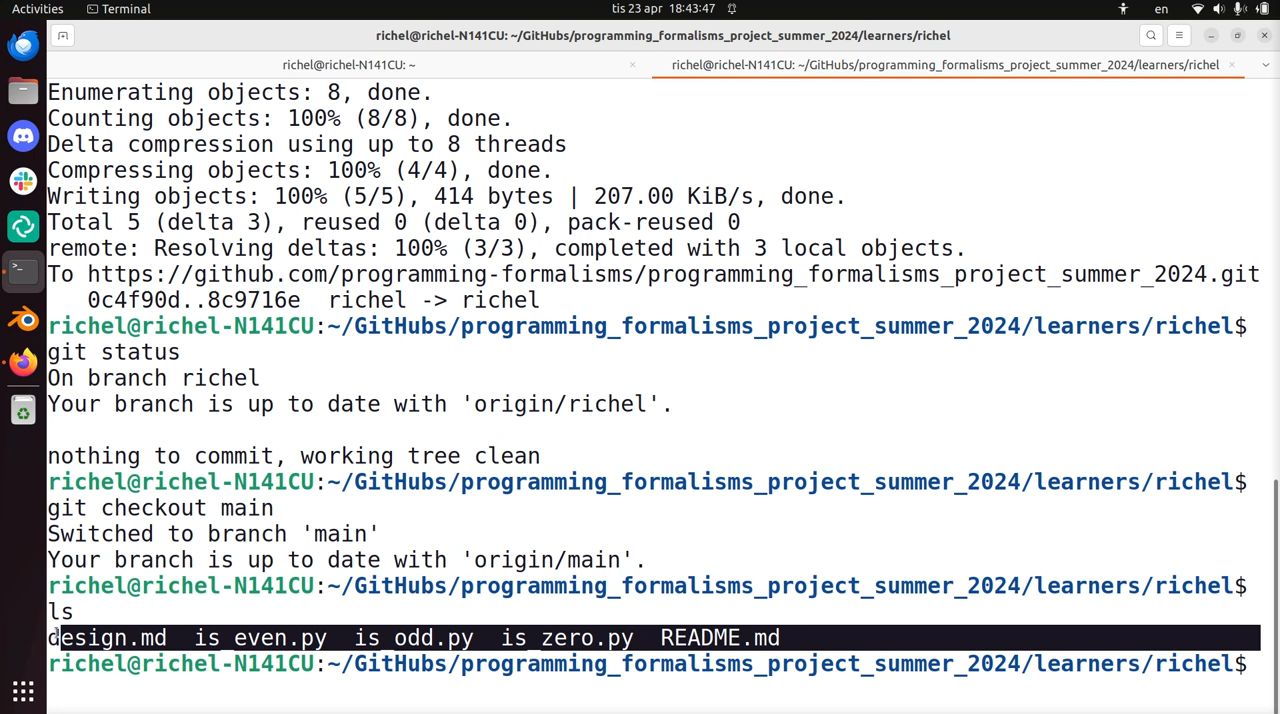 Activities Terminal tis 23 apr 18:43:47 en
richel@richel-N141CU: ~/GitHubs/programming_formalisms_project_summer_2024/learners/richel
richel@richel-N141CU: ~ richel@richel-N141CU: ~/GitHubs/programming_formalisms_project_summer_2024/learners/richel
Enumerating objects: 8, done.
Counting objects: 100% (8/8), done.
Delta compression using up to 8 threads
Compressing objects: 100% (4/4), done.
Writing objects: 100% (5/5), 414 bytes | 207.00 KiB/s, done.
Total 5 (delta 3), reused 0 (delta 0), pack-reused 0
remote: Resolving deltas: 100% (3/3), completed with 3 local objects.
To https://github.com/programming-formalisms/programming_formalisms_project_summer_2024.git
   0c4f90d..8c9716e  richel -> richel
richel@richel-N141CU:~/GitHubs/programming_formalisms_project_summer_2024/learners/richel$
git status
On branch richel
Your branch is up to date with 'origin/richel'.
nothing to commit, working tree clean
richel@richel-N141CU:~/GitHubs/programming_formalisms_project_summer_2024/learners/richel$
git checkout main
Switched to branch 'main'
Your branch is up to date with 'origin/main'.
richel@richel-N141CU:~/GitHubs/programming_formalisms_project_summer_2024/learners/richel$
ls
design.md  is_even.py  is_odd.py  is_zero.py  README.md
richel@richel-N141CU:~/GitHubs/programming_formalisms_project_summer_2024/learners/richel$